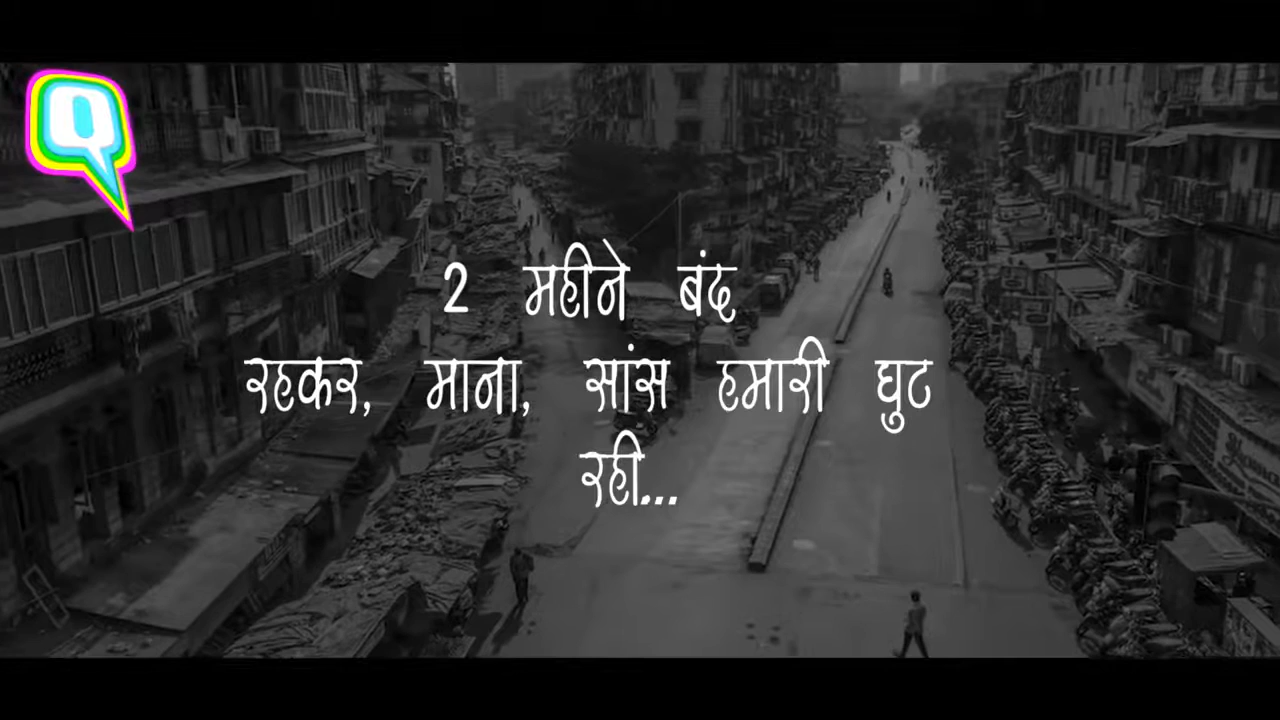 Q
2 महीने बंद
रहकर, माना, सांस हमारी घुट
रही...